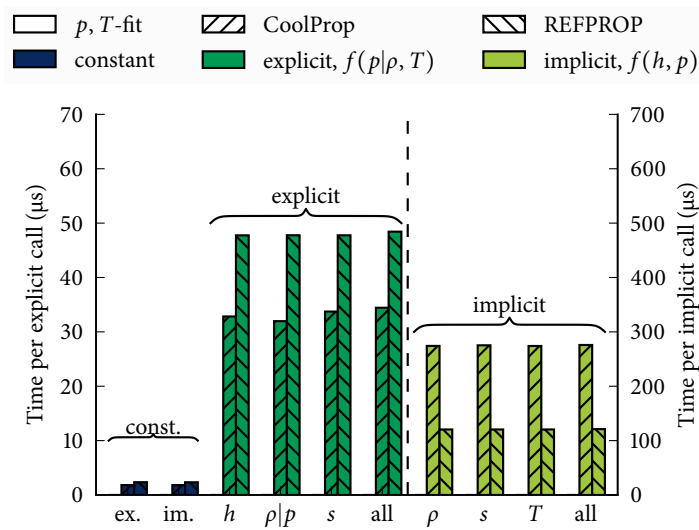 p, T-fit CoolProp REFPROP
constant explicit, f(p|ρ, T) implicit, f(h, p)
70 700
60 600
50 500
40 400
30 300
20 200
10 100
0 0
Time per explicit call (µs)
Time per implicit call (µs)
explicit
implicit
const.
ex. im. h ρ|p s all ρ s T all